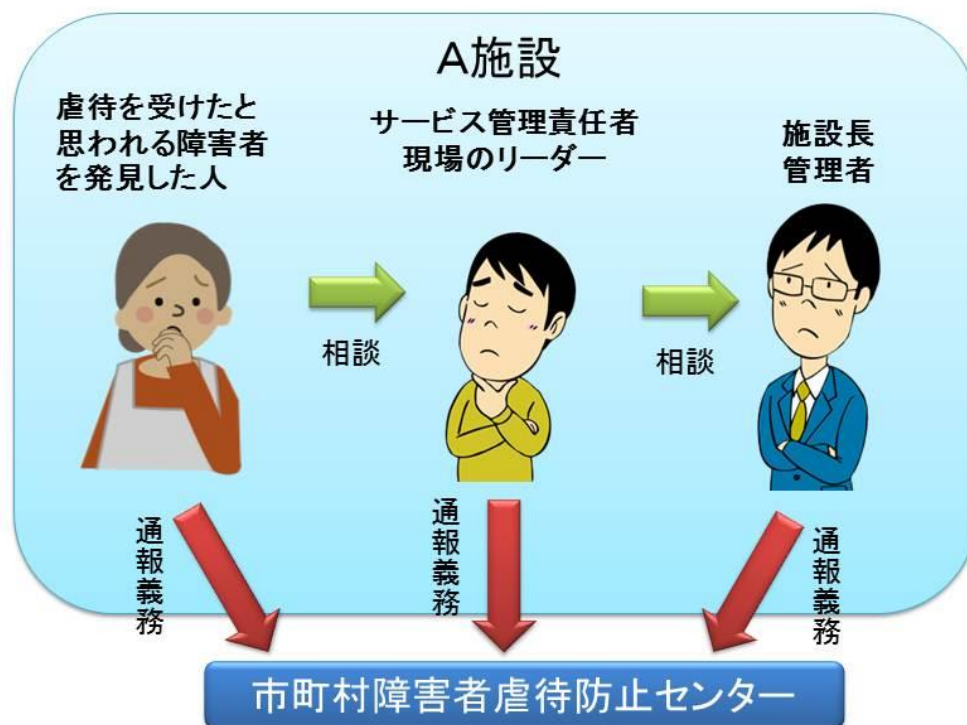 A施設
虐待を受けたと
思われる障害者
を発見した人
サービス管理責任者
現場のリーダー
施設長
管理者
相談
相談
通報義務
通報義務
通報義務
市町村障害者虐待防止センター